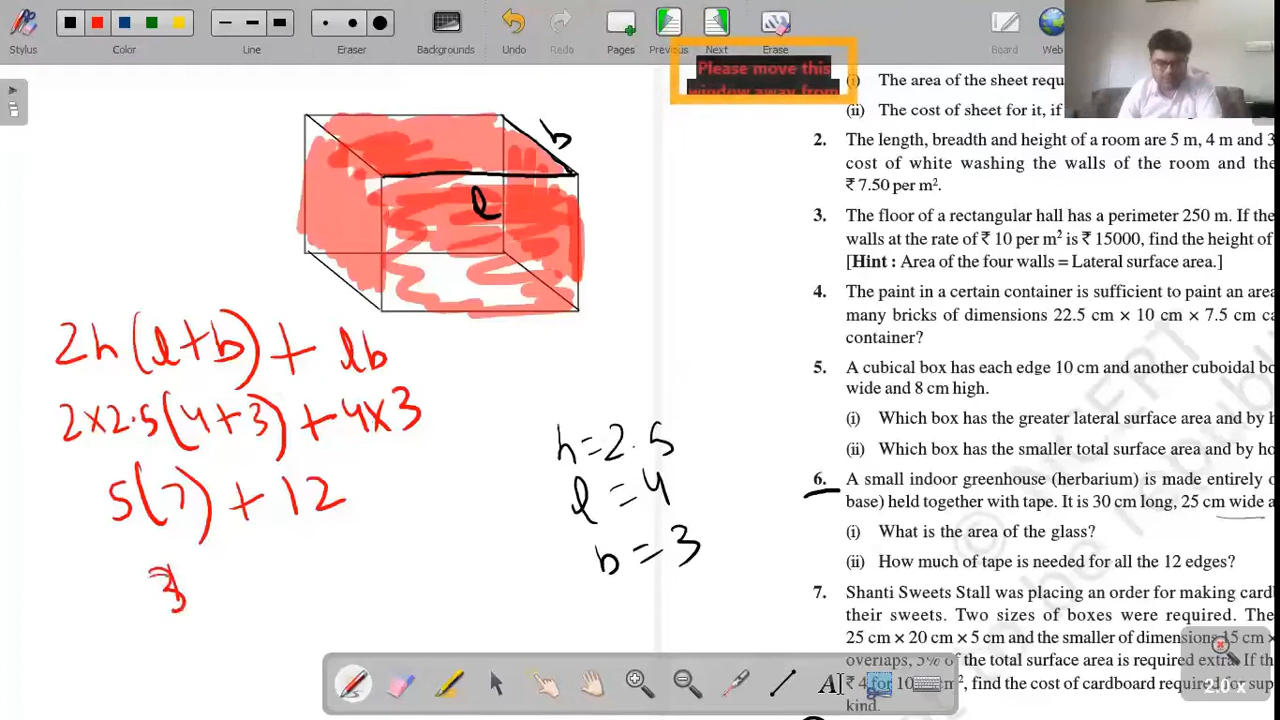 Stylus Color Line Eraser Backgrounds Undo Redo Pages Previous Next Erase Board Web
Please move this
window away from
b
l
2h(l+b)+lb
2×2.5(4+3)+4×3
5(7)+12
3
h=2.5
l=4
b=3
(i) The area of the sheet requ
(ii) The cost of sheet for it, if
2. The length, breadth and height of a room are 5 m, 4 m and 3
cost of white washing the walls of the room and the
₹ 7.50 per m².
3. The floor of a rectangular hall has a perimeter 250 m. If the
walls at the rate of ₹ 10 per m² is ₹ 15000, find the height of
[Hint : Area of the four walls = Lateral surface area.]
4. The paint in a certain container is sufficient to paint an area
many bricks of dimensions 22.5 cm × 10 cm × 7.5 cm ca
container?
5. A cubical box has each edge 10 cm and another cuboidal bo
wide and 8 cm high.
(i) Which box has the greater lateral surface area and by h
(ii) Which box has the smaller total surface area and by ho
6. A small indoor greenhouse (herbarium) is made entirely o
base) held together with tape. It is 30 cm long, 25 cm wide a
(i) What is the area of the glass?
(ii) How much of tape is needed for all the 12 edges?
7. Shanti Sweets Stall was placing an order for making card
their sweets. Two sizes of boxes were required. The
25 cm × 20 cm × 5 cm and the smaller of dimensions 15 cm ×
overlaps, 5% of the total surface area is required extra. If th
₹ 4 for 10 cm², find the cost of cardboard required for sup
kind.
© NCERT
2.0 x